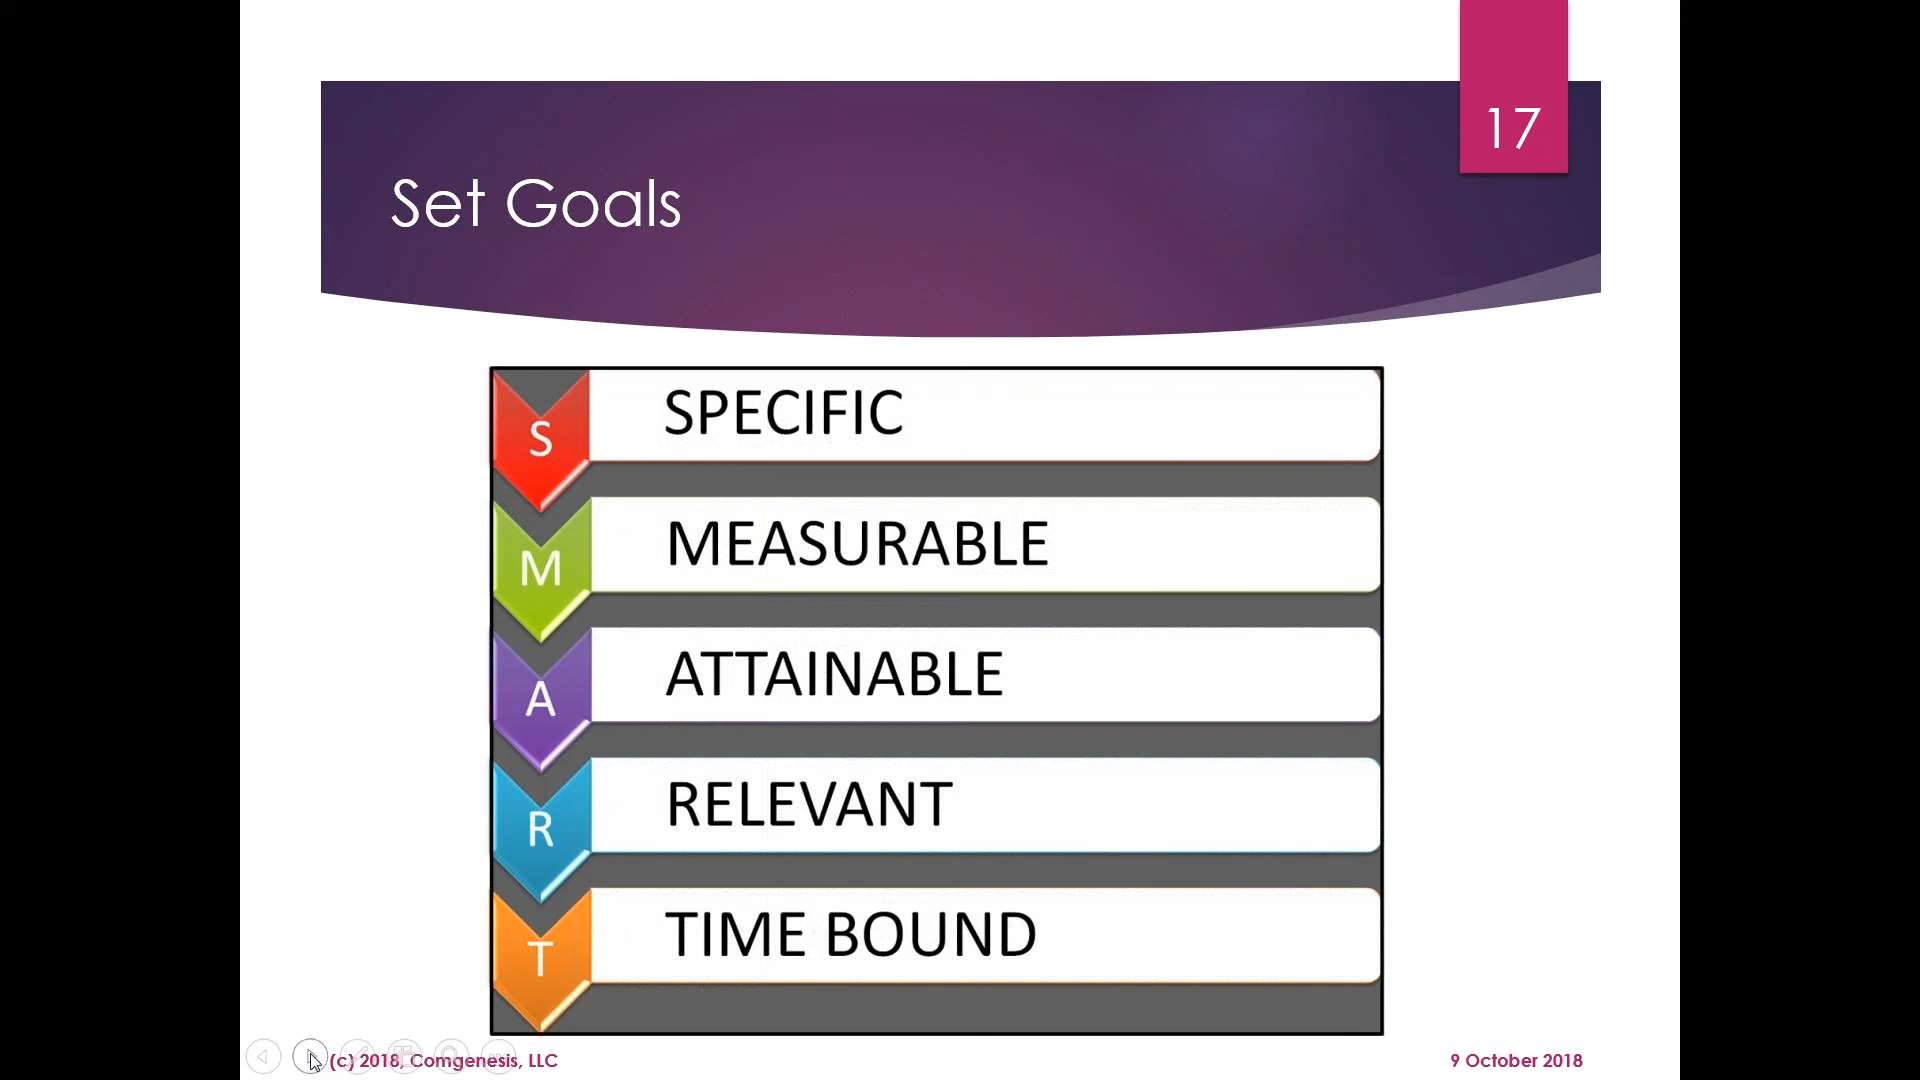 17
Set Goals
S SPECIFIC
M MEASURABLE
A ATTAINABLE
R RELEVANT
T TIME BOUND
(c) 2018, Comgenesis, LLC 9 October 2018